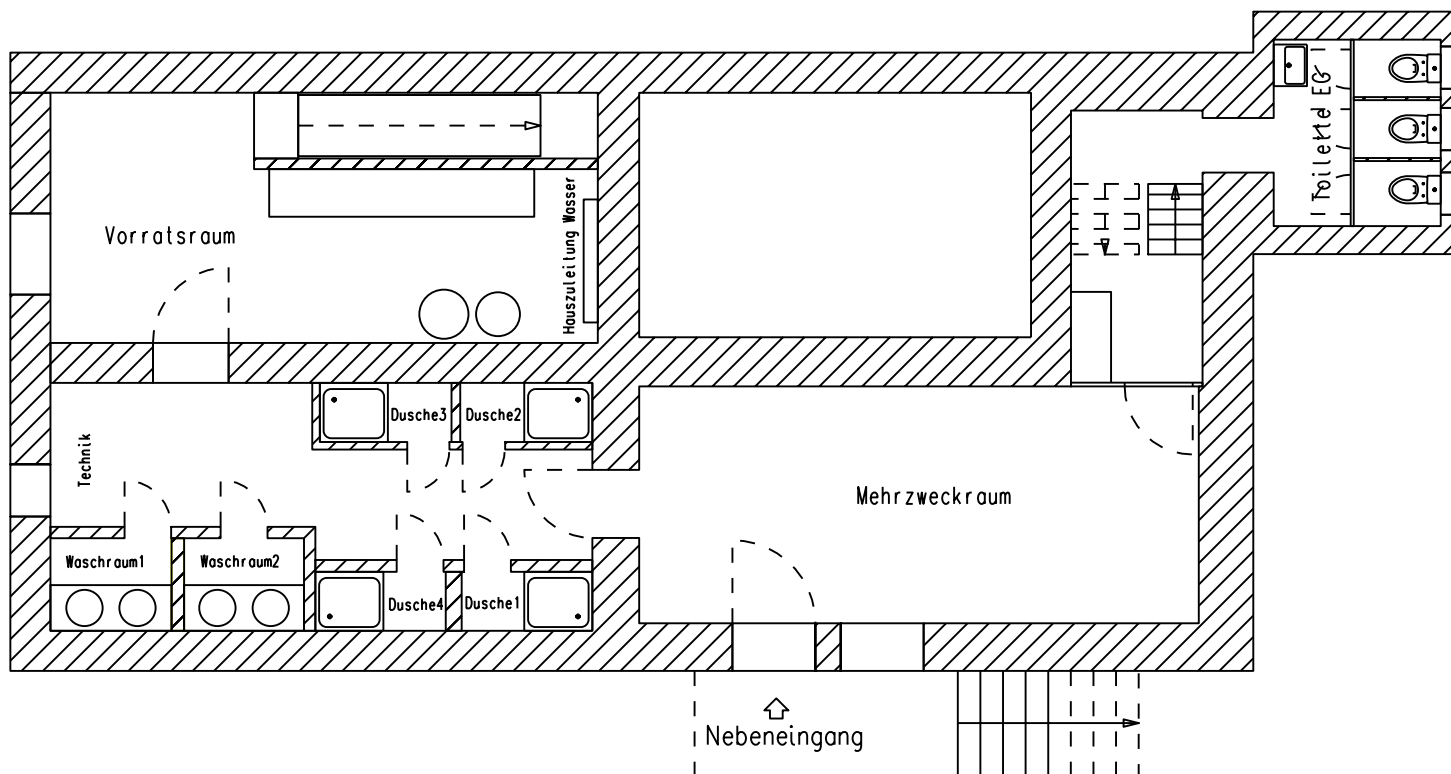 Toilette EG
Vorratsraum
Hauszuleitung Wasser
Dusche3
Dusche2
Technik
Mehrzweckraum
Waschraum1
Waschraum2
Dusche4
Dusche1
Nebeneingang